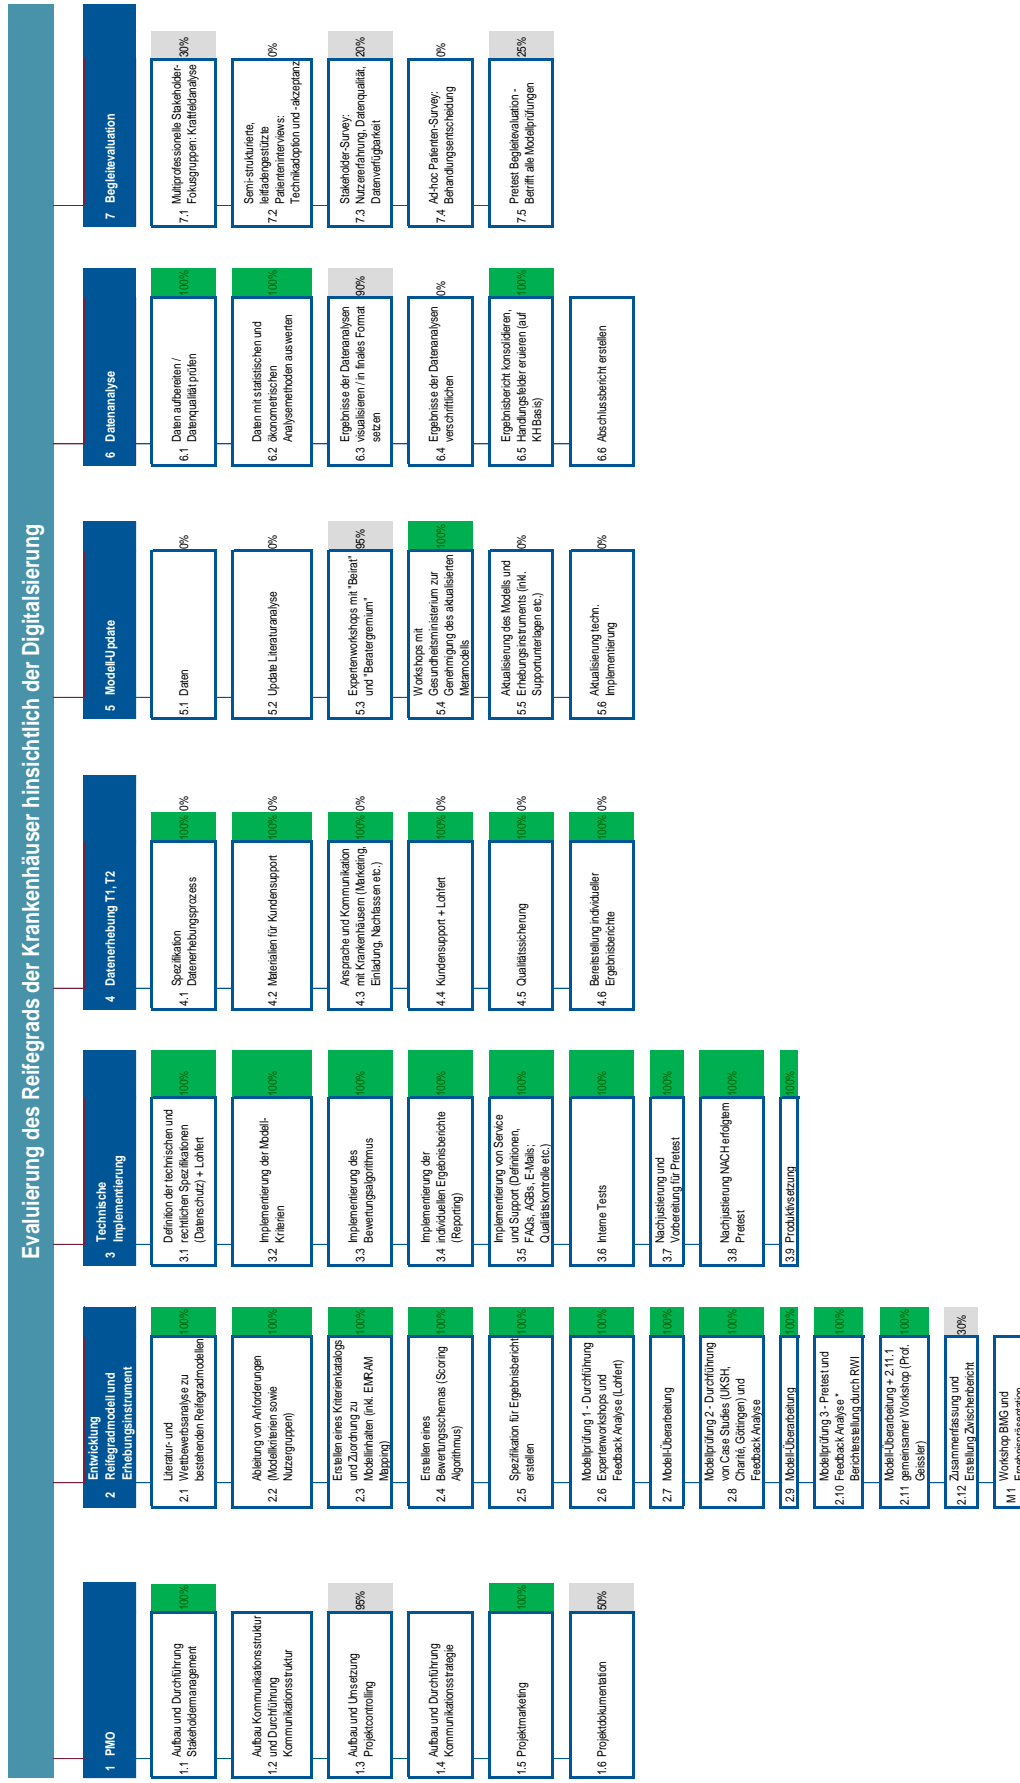 Evaluierung des Reifegrads der Krankenhäuser hinsichtlich der Digitalsierung
1 PMO
1.1 Aufbau und Durchführung
Stakeholdermanagement
100%
Aufbau Kommunikationsstruktur
1.2 und Durchführung
Kommunikationsstruktur
1.3 Aufbau und Umsetzung
Projektcontrolling
95%
1.4 Aufbau und Durchführung
Kommunikationsstrategie
1.5 Projektmarketing
100%
1.6 Projektdokumentation
50%
Entwicklung
2 Reifegradmodell und
Erhebungsinstrument
Literatur- und
2.1 Wettbewerbsanalyse zu
bestehenden Reifegradmodellen
100%
Ableitung von Anforderungen
2.2 (Modellkriterien sowie
Nutzergruppen)
100%
Erstellen eines Kriterienkatalogs
2.3 und Zuordnung zu
Modellinhalten (inkl. EMRAM
Mapping)
100%
Erstellen eines
2.4 Bewertungsschemas (Scoring
Algorithmus)
100%
2.5 Spezifikation für Ergebnisbericht
erstellen
100%
Modellprüfung 1 - Durchführung
2.6 Expertenworkshops und
Feedback Analyse (Lohfert)
100%
2.7 Modell-Überarbeitung
100%
Modellprüfung 2 - Durchführung
2.8 von Case Studies (UKSH,
Charité, Göttingen) und
Feedback Analyse
100%
2.9 Modell-Überarbeitung
100%
Modellprüfung 3 - Pretest und
2.10 Feedback Analyse *
Berichterstellung durch RWI
100%
Modell-Überarbeitung + 2.11.1
2.11 gemeinsamer Workshop (Prof.
Geissler)
100%
2.12 Zusammenfassung und
Erstellung Zwischenbericht
30%
M1 Workshop BMG und
Ergebnispräsentation
3 Technische
Implementierung
Definition der technischen und
3.1 rechtlichen Spezifikationen
(Datenschutz) + Lohfert
100%
3.2 Implementierung der Modell-
Kriterien
100%
3.3 Implementierung des
Bewertungsalgorithmus
100%
Implementierung der
3.4 individuellen Ergebnisberichte
(Reporting)
100%
Implementierung von Service
3.5 und Support (Definitionen,
FAQs, AGBs, E-Mails;
Qualitätskontrolle etc.)
100%
3.6 Interne Tests
100%
3.7 Nachjustierung und
Vorbereitung für Pretest
100%
3.8 Nachjustierung NACH erfolgtem
Pretest
100%
3.9 Produktivsetzung
100%
4 Datenerhebung T1, T2
4.1 Spezifikation
Datenerhebungsprozess
100% 0%
4.2 Materialien für Kundensupport
100% 0%
Ansprache und Kommunikation
4.3 mit Krankenhäusern (Marketing,
Einladung, Nachfassen etc.)
100% 0%
4.4 Kundensupport + Lohfert
100% 0%
4.5 Qualitätssicherung
100% 0%
4.6 Bereitstellung individueller
Ergebnisberichte
100% 0%
5 Modell-Update
5.1 Daten
0%
5.2 Update Literaturanalyse
0%
5.3 Expertenworkshops mit "Beirat"
und "Beratergremium"
95%
Workshops mit
5.4 Gesundheitsministerium zur
Genehmigung des aktualisierten
Metamodells
100%
Aktualisierung des Modells und
5.5 Erhebungsinstruments (inkl.
Supportunterlagen etc.)
0%
5.6 Aktualisierung techn.
Implementierung
0%
6 Datenanalyse
6.1 Daten aufbereiten /
Datenqualität prüfen
100%
Daten mit statistischen und
6.2 ökonometrischen
Analysemethoden auswerten
100%
Ergebnisse der Datenanalysen
6.3 visualisieren / in finales Format
setzen
90%
6.4 Ergebnisse der Datenanalysen
verschriftlichen
0%
Ergebnisbericht konsolidieren,
6.5 Handlungsfelder eruieren (auf
KH Basis)
100%
6.6 Abschlussbericht erstellen
7 Begleitevaluation
7.1 Multiprofessionelle Stakeholder-
Fokusgruppen: Kraftfeldanalyse
30%
Semi-strukturierte,
7.2 leitfadengestützte
Patienteninterviews:
Technikadoption und -akzeptanz
0%
Stakeholder-Survey:
7.3 Nutzererfahrung, Datenqualität,
Datenverfügbarkeit
20%
7.4 Ad-hoc Patienten-Survey:
Behandlungsentscheidung
0%
7.5 Pretest Begleitevaluation -
Betrifft alle Modellprüfungen
25%